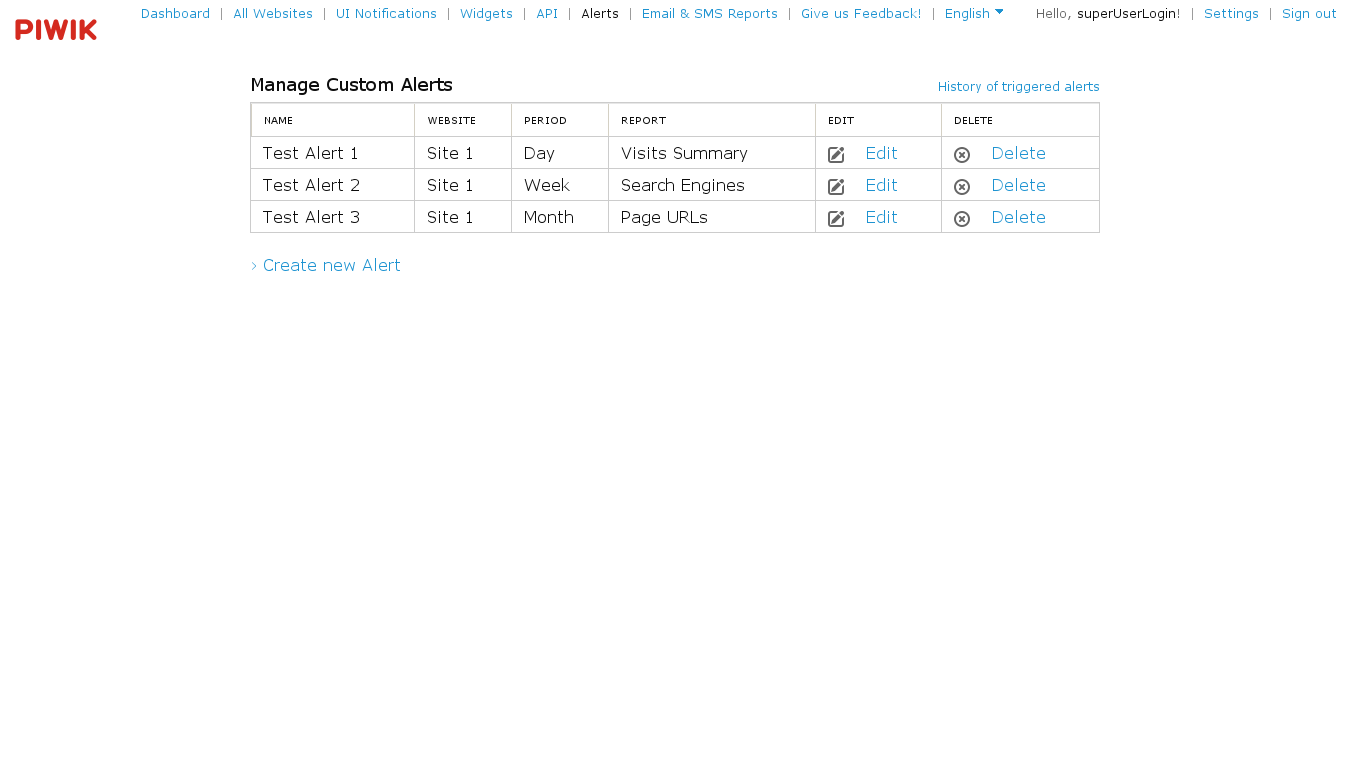 Dashboard | All Websites | UI Notifications | Widgets | API | Alerts | Email & SMS Reports | Give us Feedback! | English Hello, superUserLogin! | Settings | Sign out
PIWIK
Manage Custom Alerts History of triggered alerts
NAME WEBSITE PERIOD REPORT EDIT DELETE
Test Alert 1 Site 1 Day Visits Summary Edit Delete
Test Alert 2 Site 1 Week Search Engines Edit Delete
Test Alert 3 Site 1 Month Page URLs Edit Delete
› Create new Alert